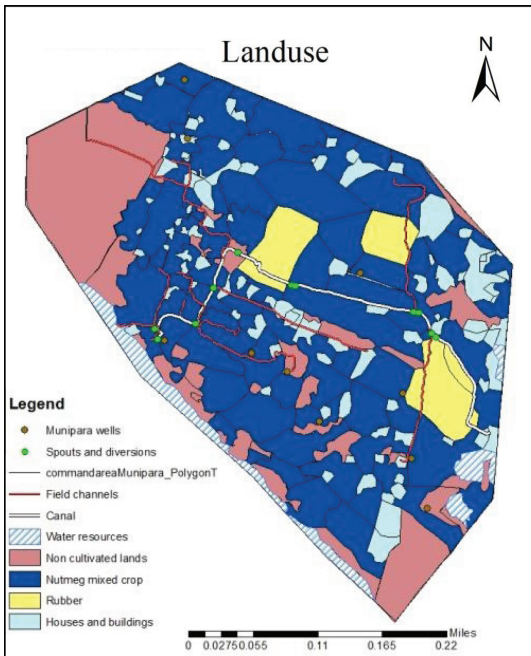 Landuse
N
Legend
Munipara wells
Spouts and diversions
commandareaMunipara_PolygonT
Field channels
Canal
Water resources
Non cultivated lands
Nutmeg mixed crop
Rubber
Houses and buildings
Miles
0 0.0275 0.055 0.11 0.165 0.22